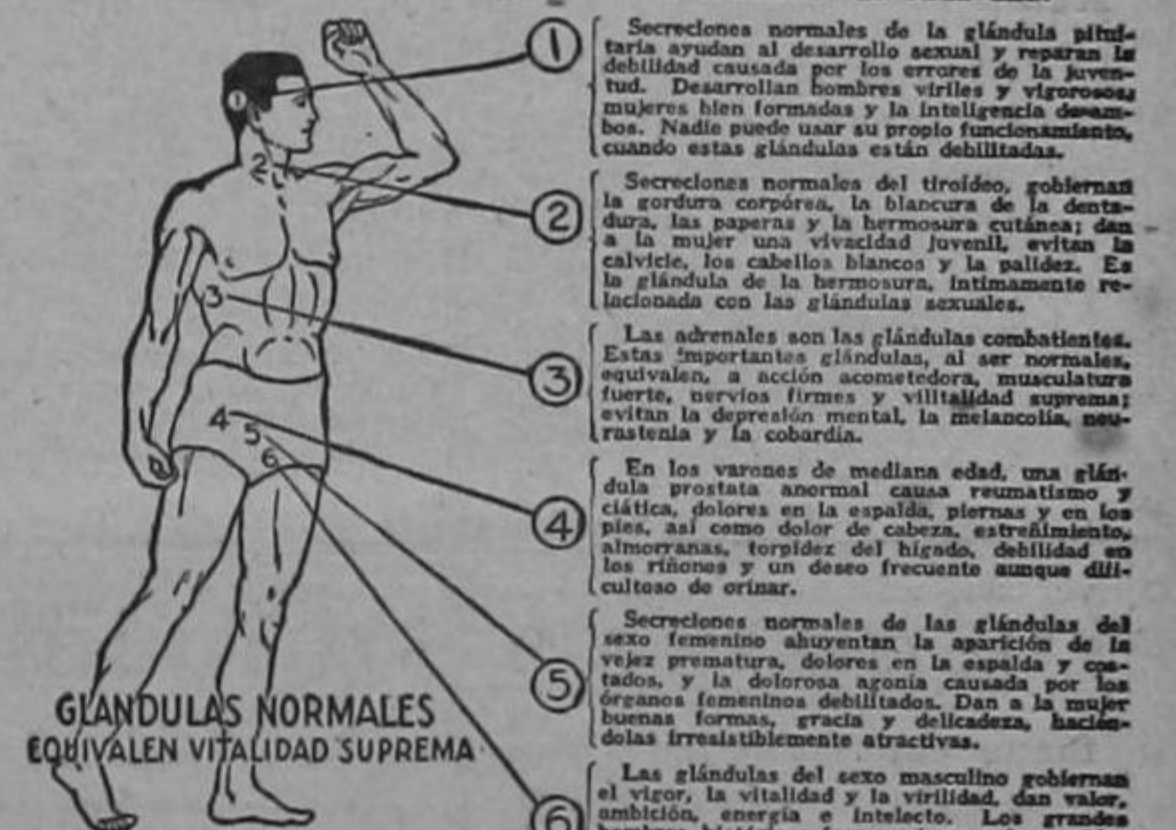 1
Secreciones normales de la glándula pitui-
taria ayudan al desarrollo sexual y reparan la
debilidad causada por los errores de la juven-
tud. Desarrollan hombres viriles y vigorosos;
mujeres bien formadas y la inteligencia de am-
bos. Nadie puede usar su propio funcionamiento,
cuando estas glándulas están debilitadas.
2
Secreciones normales del tiroídeo, gobiernan
la gordura corpórea, la blancura de la denta-
dura, las paperas y la hermosura cutánea; dan
a la mujer una vivacidad juvenil, evitan la
calvicie, los cabellos blancos y la palidez. Es
la glándula de la hermosura, íntimamente re-
lacionada con las glándulas sexuales.
3
Las adrenales son las glándulas combatientes.
Estas importantes glándulas, al ser normales,
equivalen, a acción acometedora, musculatura
fuerte, nervios firmes y vilitalidad suprema;
evitan la depresión mental, la melancolía, neu-
rastenia y la cobardía.
4
En los varones de mediana edad, una glán-
dula prostata anormal causa reumatismo y
ciática, dolores en la espalda, piernas y en los
pies, así como dolor de cabeza, estreñimiento,
almorranas, torpidez del hígado, debilidad en
los riñones y un deseo frecuente aunque difi-
cultoso de orinar.
5
Secreciones normales de las glándulas del
sexo femenino ahuyentan la aparición de la
vejez prematura, dolores en la espalda y cos-
tados, y la dolorosa agonía causada por los
órganos femeninos debilitados. Dan a la mujer
buenas formas, gracia y delicadeza, hacién-
dolas irresistiblemente atractivas.
6
Las glándulas del sexo masculino gobiernan
el vigor, la vitalidad y la virilidad, dan valor,
ambición, energía e intelecto. Los grandes
1
2
3
4
5
6
GLANDULAS NORMALES
EQUIVALEN VITALIDAD SUPREMA